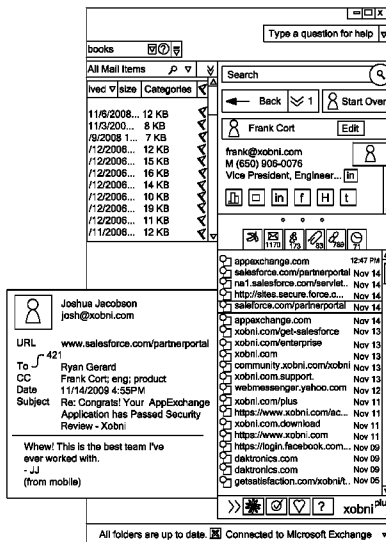 Type a question for help
books
All Mail Items
Search
ived size Categories
Back 1 Start Over
11/6/2008... 12 KB
11/3/200... 8 KB
/9/2008 1... 7 KB
/12/2006... 12 KB
/12/2006... 15 KB
/12/2006... 16 KB
/12/2006... 14 KB
/12/2006... 10 KB
/12/2006... 19 KB
/12/2006... 11 KB
/11/2006... 12 KB
Frank Cort Edit
frank@xobni.com
M (650) 906-0076
Vice President, Engineer... in
in f H t
1170 173 83 789 71
appexchange.com 12:47 PM
salesforce.com/partnerportal Nov 14
na1.salesforce.com/servlet.. Nov 14
http://sites.secure.force.c... Nov 14
saleforce.com/partnerportal Nov 14
appexchange.com Nov 14
xobni.com/get-salesforce Nov 13
xobni.com/enterprise Nov 13
xobni.com Nov 13
community.xobni.com/xobni Nov 13
xobni.com.support. Nov 13
webmessenger.yahoo.com Nov 12
xobni.com/plus Nov 11
https://www.xobni.com/ac... Nov 11
xobni.com.download Nov 11
https://www.xobni.com Nov 11
https://login.facebook.com... Nov 09
daktronics.com Nov 09
daktronics.com Nov 09
getsatisfaction.com/xobni/t.. Nov 05
Joshua Jacobson
josh@xobni.com
URL www.salesforce.com/partnerportal
421
To Ryan Gerard
CC Frank Cort; eng; product
Date 11/14/2009 4:55PM
Subject Re: Congrats! Your AppExchange
Application has Passed Security
Review - Xobni
Whew! This is the best team I've
ever worked with.
- JJ
(from mobile)
>> ? xobni plus
All folders are up to date. Connected to Microsoft Exchange